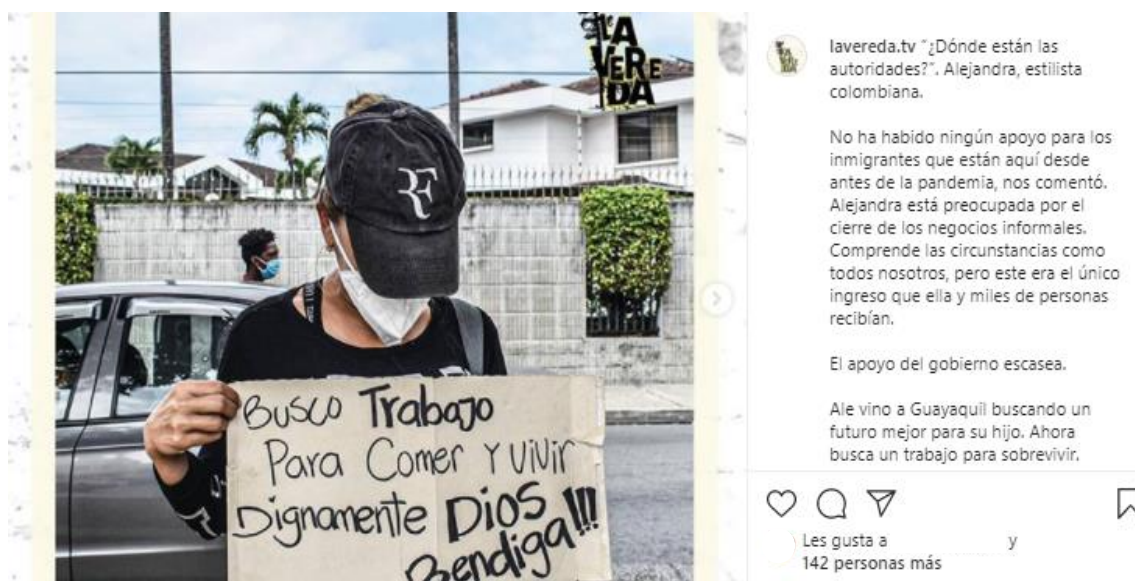 LA
VERE
DA
RF
BUSCO Trabajo
Para Comer Y ViViR
Dignamente DIOS
Bendiga!!!
lavereda.tv "¿Dónde están las
autoridades?". Alejandra, estilista
colombiana.
No ha habido ningún apoyo para los
inmigrantes que están aquí desde
antes de la pandemia, nos comentó.
Alejandra está preocupada por el
cierre de los negocios informales.
Comprende las circunstancias como
todos nosotros, pero este era el único
ingreso que ella y miles de personas
recibían.
El apoyo del gobierno escasea.
Ale vino a Guayaquil buscando un
futuro mejor para su hijo. Ahora
busca un trabajo para sobrevivir.
Les gusta a y
142 personas más